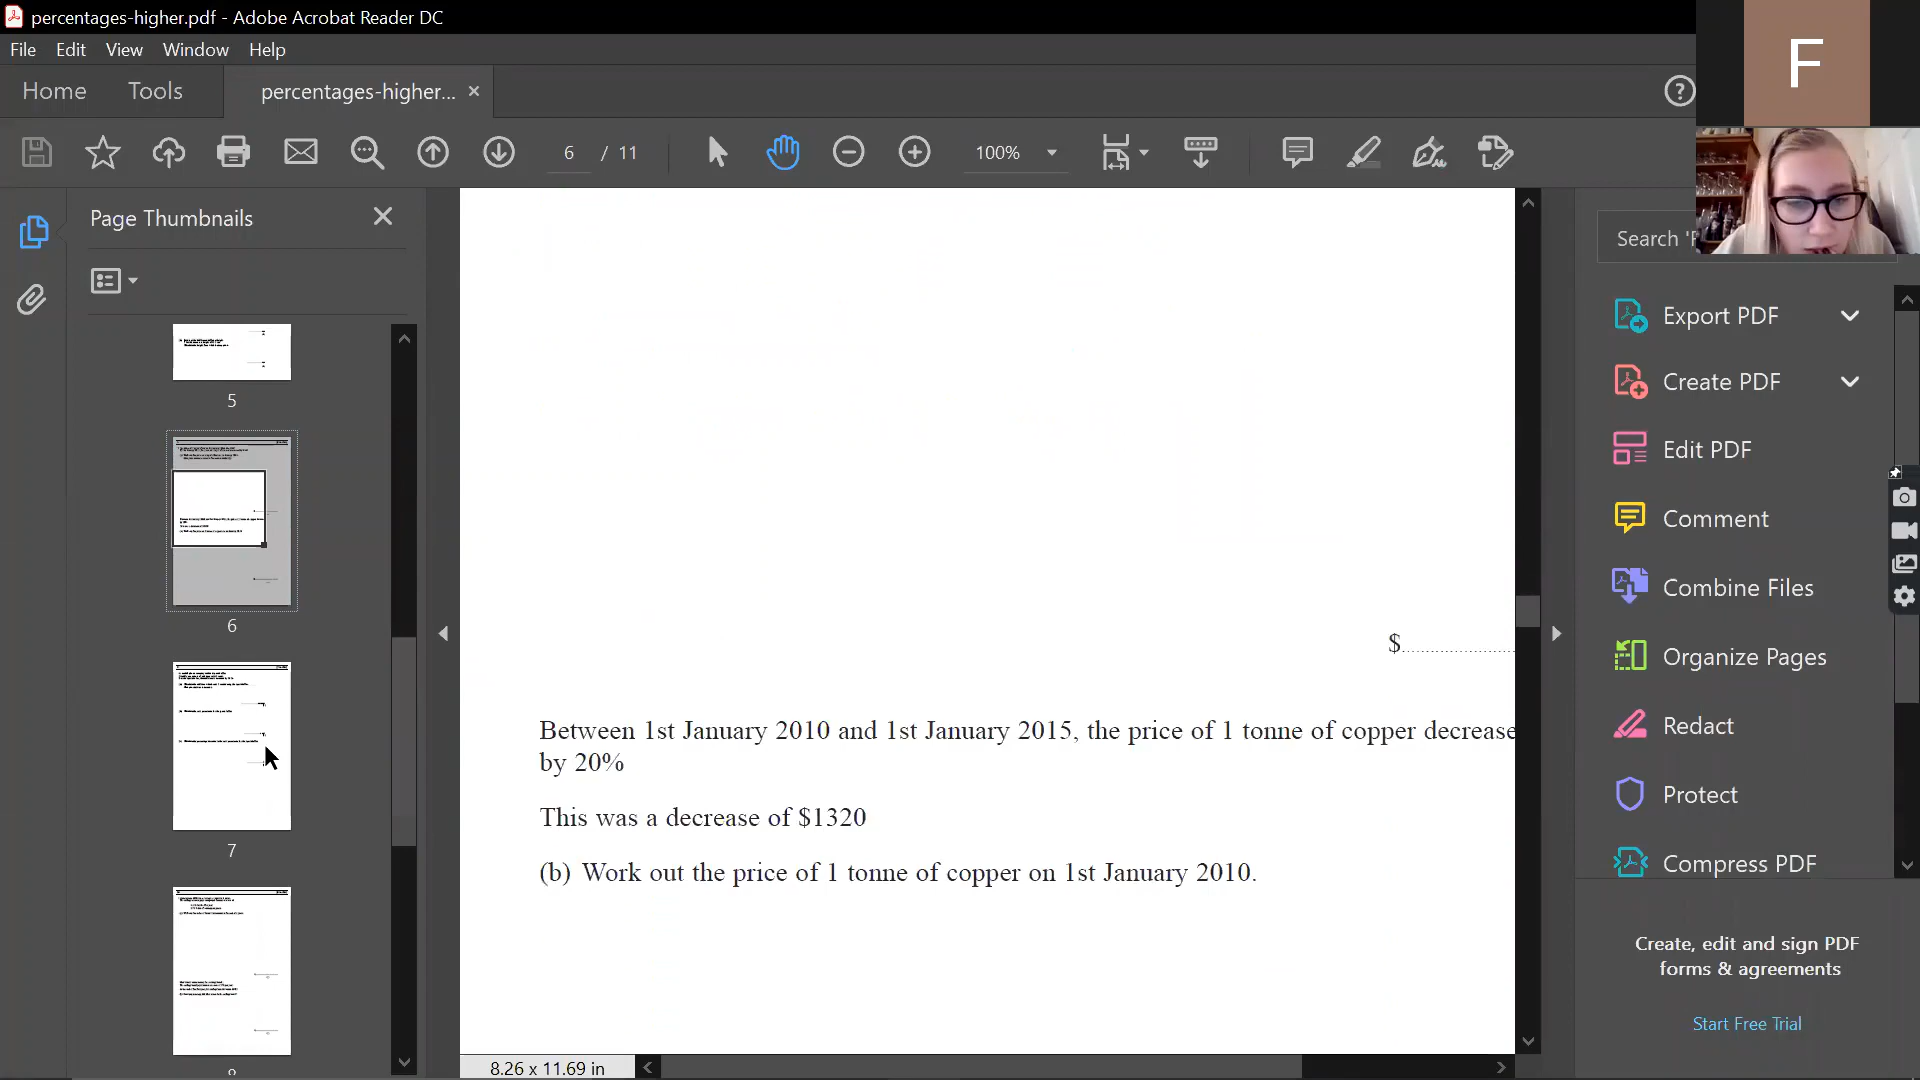 percentages-higher.pdf - Adobe Acrobat Reader DC
File Edit View Window Help
Home Tools percentages-higher... ×
6 / 11 100%
F
Page Thumbnails
Search
5
6
7
$
Between 1st January 2010 and 1st January 2015, the price of 1 tonne of copper decrease
by 20%
This was a decrease of $1320
(b) Work out the price of 1 tonne of copper on 1st January 2010.
8.26 x 11.69 in
Export PDF
Create PDF
Edit PDF
Comment
Combine Files
Organize Pages
Redact
Protect
Compress PDF
Create, edit and sign PDF
forms & agreements
Start Free Trial